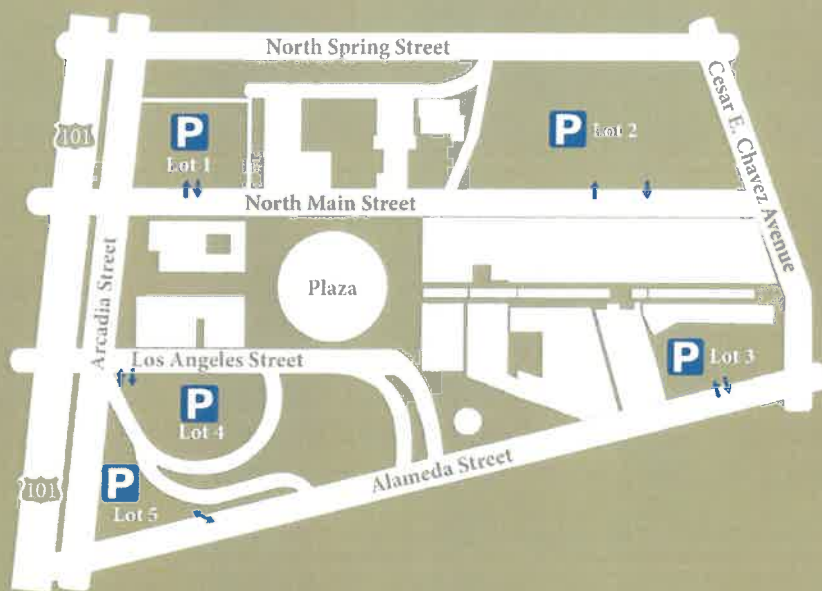 North Spring Street
Cesar E. Chavez Avenue
101
P
Lot 1
P
Lot 2
North Main Street
Arcadia Street
Plaza
Los Angeles Street
P
Lot 3
P
Lot 4
Alameda Street
101
P
Lot 5